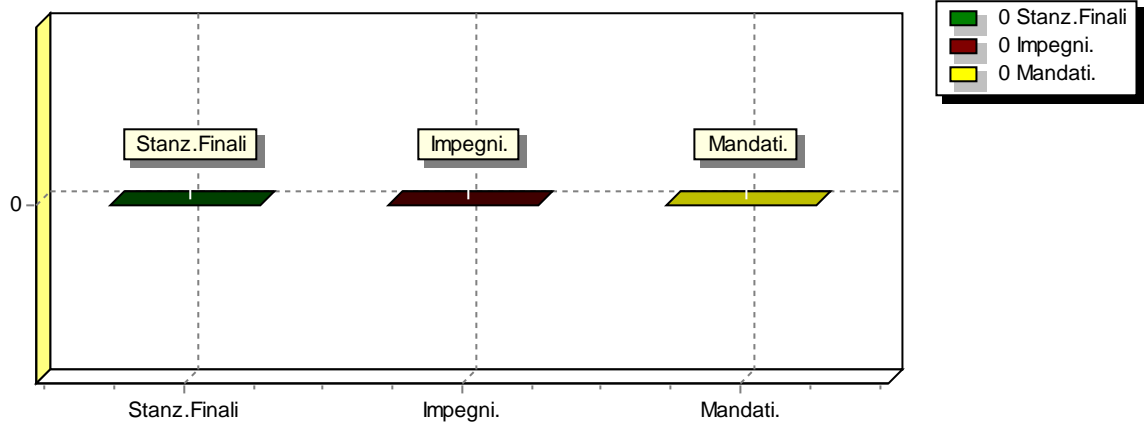 0 Stanz.Finali
0 Impegni.
0 Mandati.
Stanz.Finali
Impegni.
Mandati.
0
Stanz.Finali
Impegni.
Mandati.